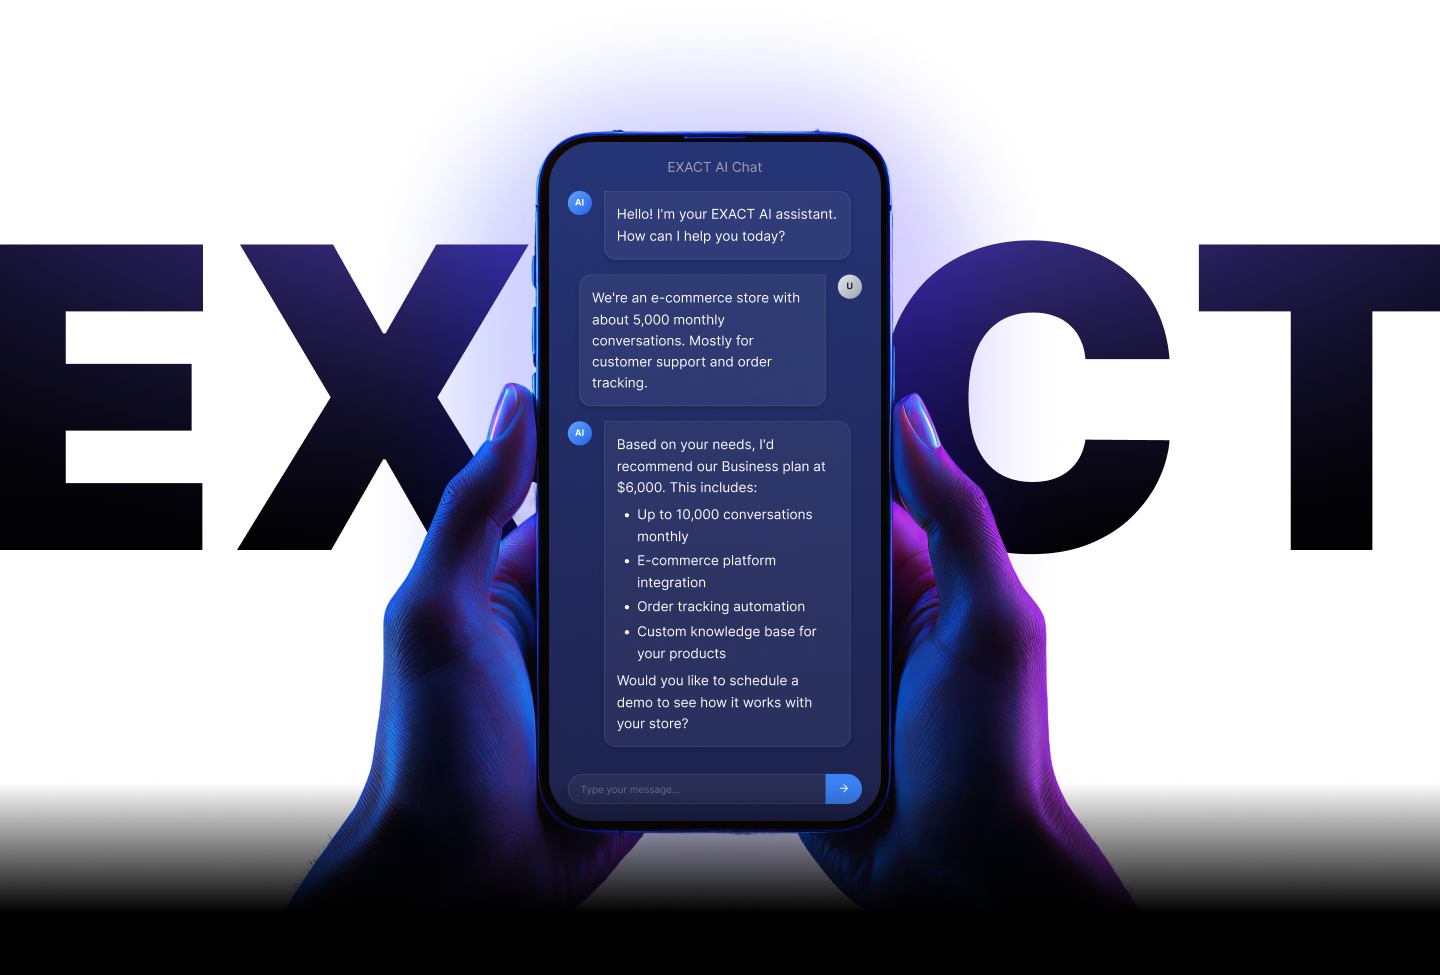 EXACT
EXACT AI Chat
AI
Hello! I'm your EXACT AI assistant.
How can I help you today?
U
We're an e-commerce store with
about 5,000 monthly
conversations. Mostly for
customer support and order
tracking.
AI
Based on your needs, I'd
recommend our Business plan at
$6,000. This includes:
• Up to 10,000 conversations
monthly
• E-commerce platform
integration
• Order tracking automation
• Custom knowledge base for
your products
Would you like to schedule a
demo to see how it works with
your store?
Type your message...